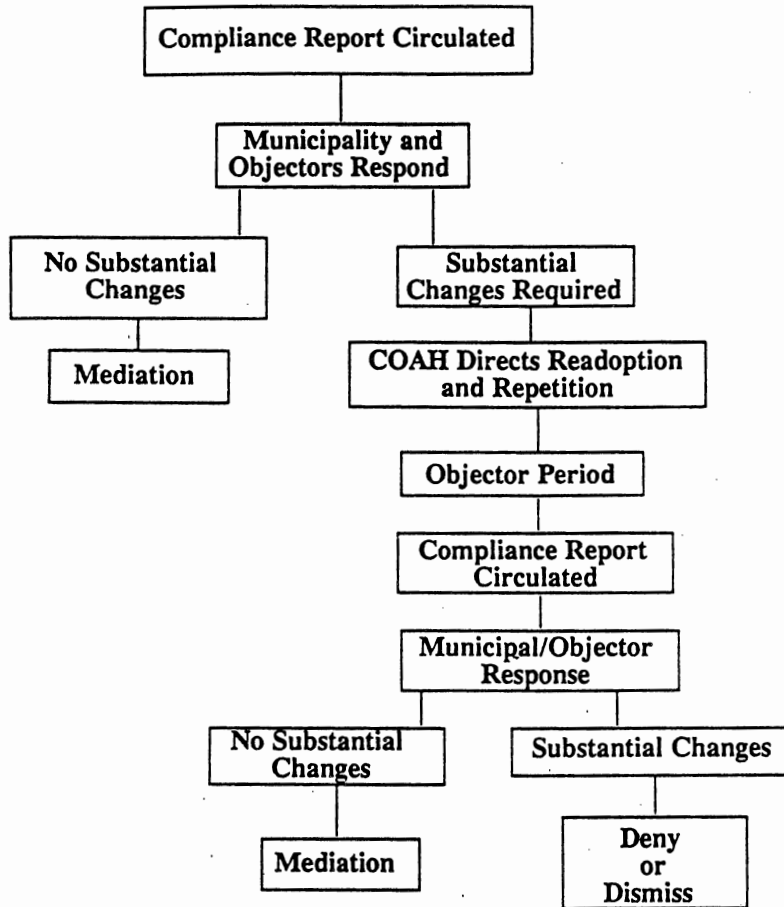 Compliance Report Circulated
Municipality and
Objectors Respond
No Substantial
Changes
Substantial
Changes Required
Mediation
COAH Directs Readoption
and Repetition
Objector Period
Compliance Report
Circulated
Municipal/Objector
Response
No Substantial
Changes
Substantial Changes
Mediation
Deny
or
Dismiss